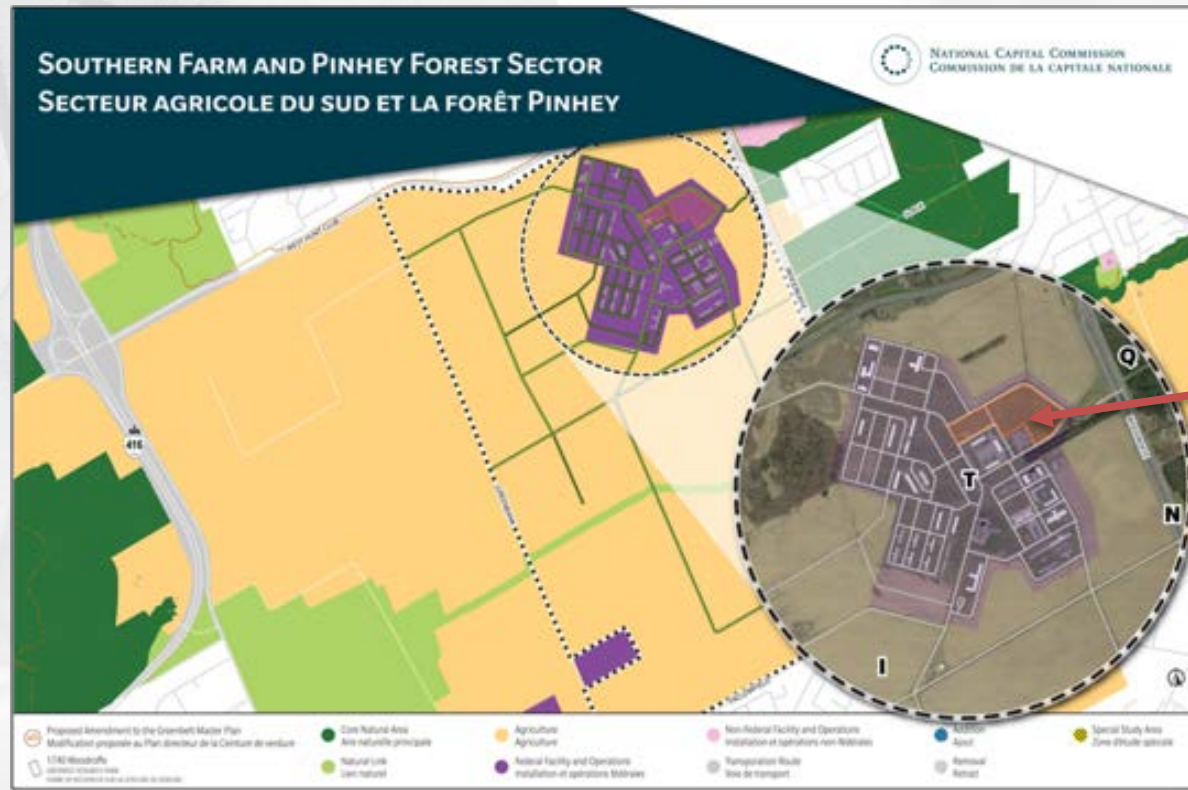 SOUTHERN FARM AND PINHEY FOREST SECTOR
SECTEUR AGRICOLE DU SUD ET LA FORÊT PINHEY
NATIONAL CAPITAL COMMISSION
COMMISSION DE LA CAPITALE NATIONALE
WEST HUNT CLUB
416
Q
T
N
I
Proposed Amendment to the Greenbelt Master Plan
Modification proposée au Plan directeur de la Ceinture de verdure
1740 Woodroffe
Core Natural Area
Aire naturelle principale
Natural Link
Lien naturel
Agriculture
Agriculture
Federal Facility and Operations
Installation et opérations fédérales
Non-Federal Facility and Operations
Installation et opérations non-fédérales
Transportation Route
Voie de transport
Addition
Ajout
Removal
Retrait
Special Study Area
Zone d'étude spéciale